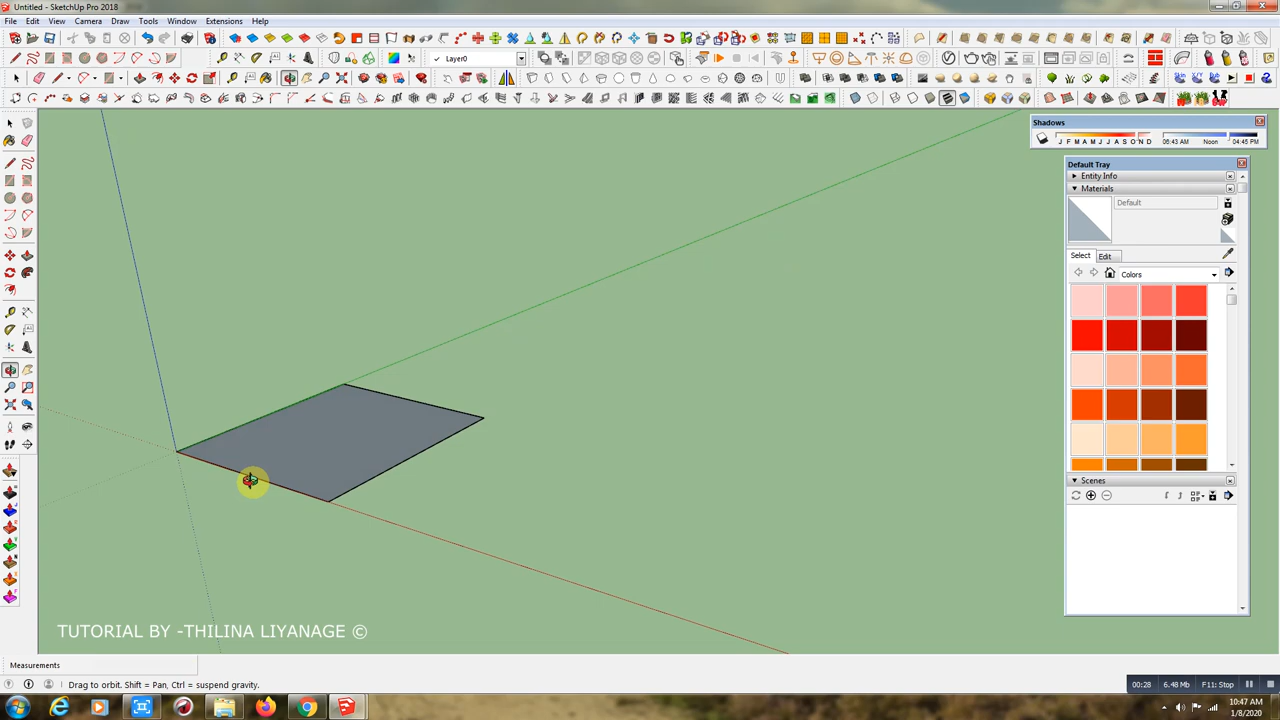 Untitled - SketchUp Pro 2018
File Edit View Camera Draw Tools Window Extensions Help
Layer0
Shadows
J F M A M J J A S O N D 06:43 AM Noon 04:45 PM
Default Tray
Entity Info
Materials
Default
Select Edit
Colors
Scenes
TUTORIAL BY -THILINA LIYANAGE ©
Measurements
Drag to orbit. Shift = Pan, Ctrl = suspend gravity.
00:28 6.48 Mb F11: Stop
10:47 AM
1/8/2020